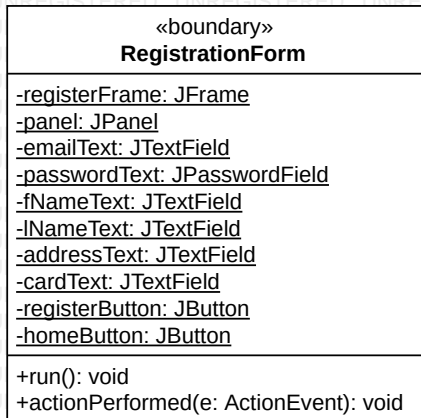 «boundary»
RegistrationForm
-registerFrame: JFrame
-panel: JPanel
-emailText: JTextField
-passwordText: JPasswordField
-fNameText: JTextField
-lNameText: JTextField
-addressText: JTextField
-cardText: JTextField
-registerButton: JButton
-homeButton: JButton
+run(): void
+actionPerformed(e: ActionEvent): void